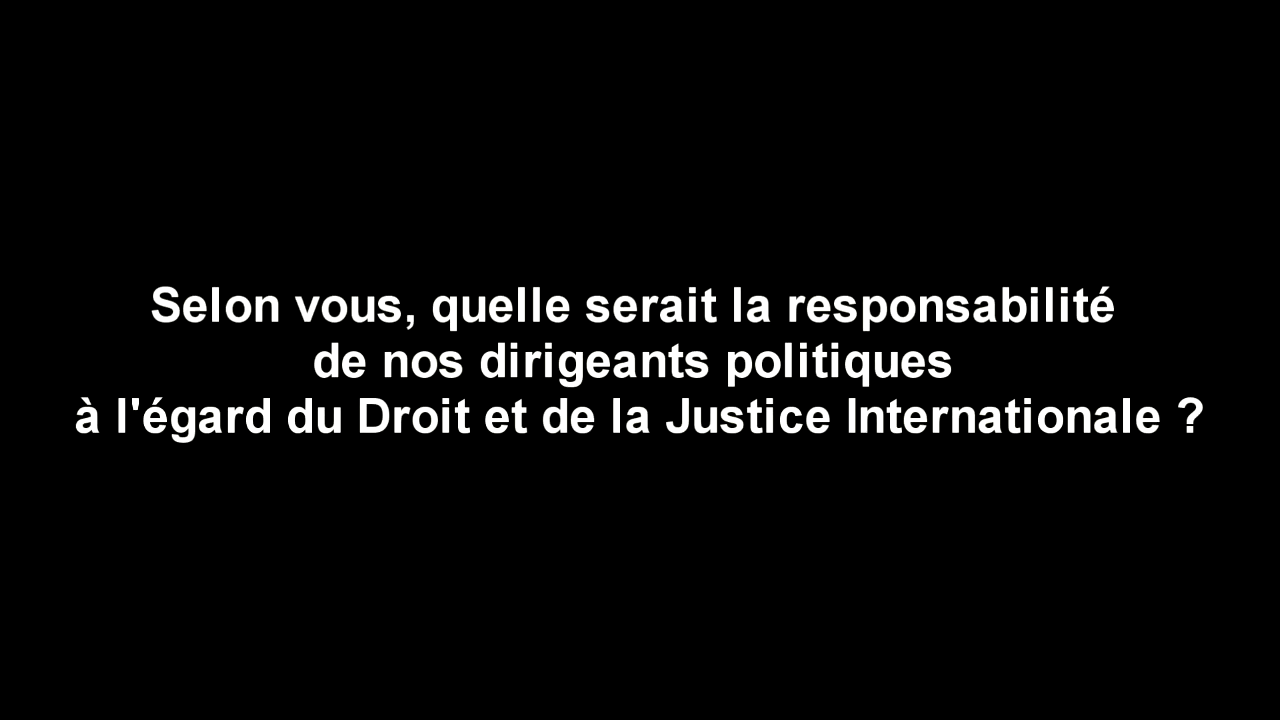 Selon vous, quelle serait la responsabilité
de nos dirigeants politiques
à l'égard du Droit et de la Justice Internationale ?